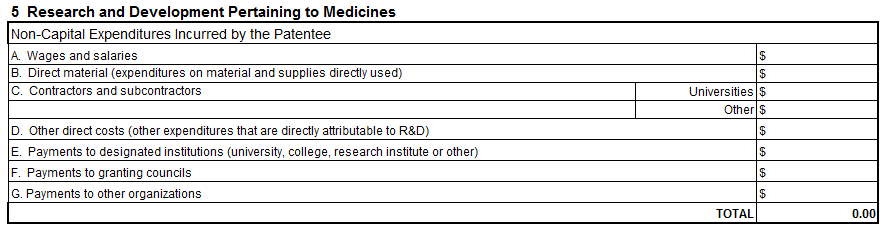 5 Research and Development Pertaining to Medicines
Non-Capital Expenditures Incurred by the Patentee
A. Wages and salaries $
B. Direct material (expenditures on material and supplies directly used) $
C. Contractors and subcontractors Universities $
Other $
D. Other direct costs (other expenditures that are directly attributable to R&D) $
E. Payments to designated institutions (university, college, research institute or other) $
F. Payments to granting councils $
G. Payments to other organizations $
TOTAL 0.00